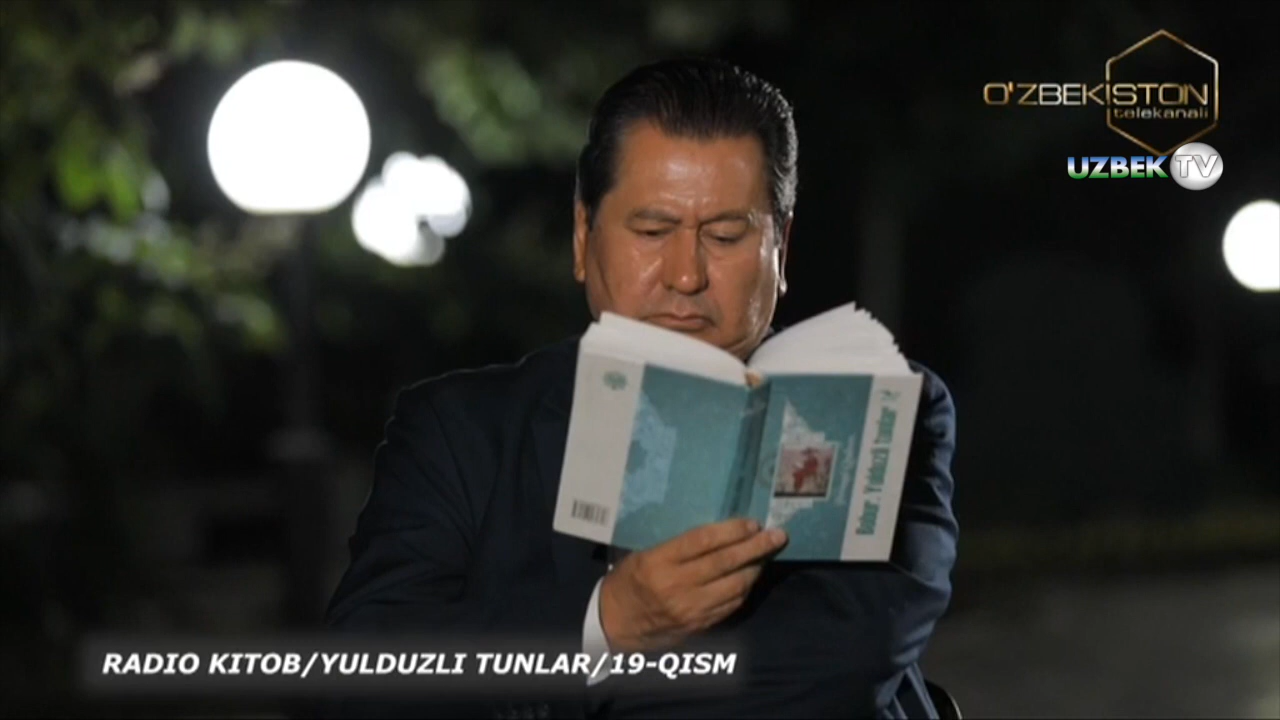 O'ZBEKISTON
telekanali
UZBEK TV
Bobur. Yulduzli tunlar
RADIO KITOB/YULDUZLI TUNLAR/19-QISM